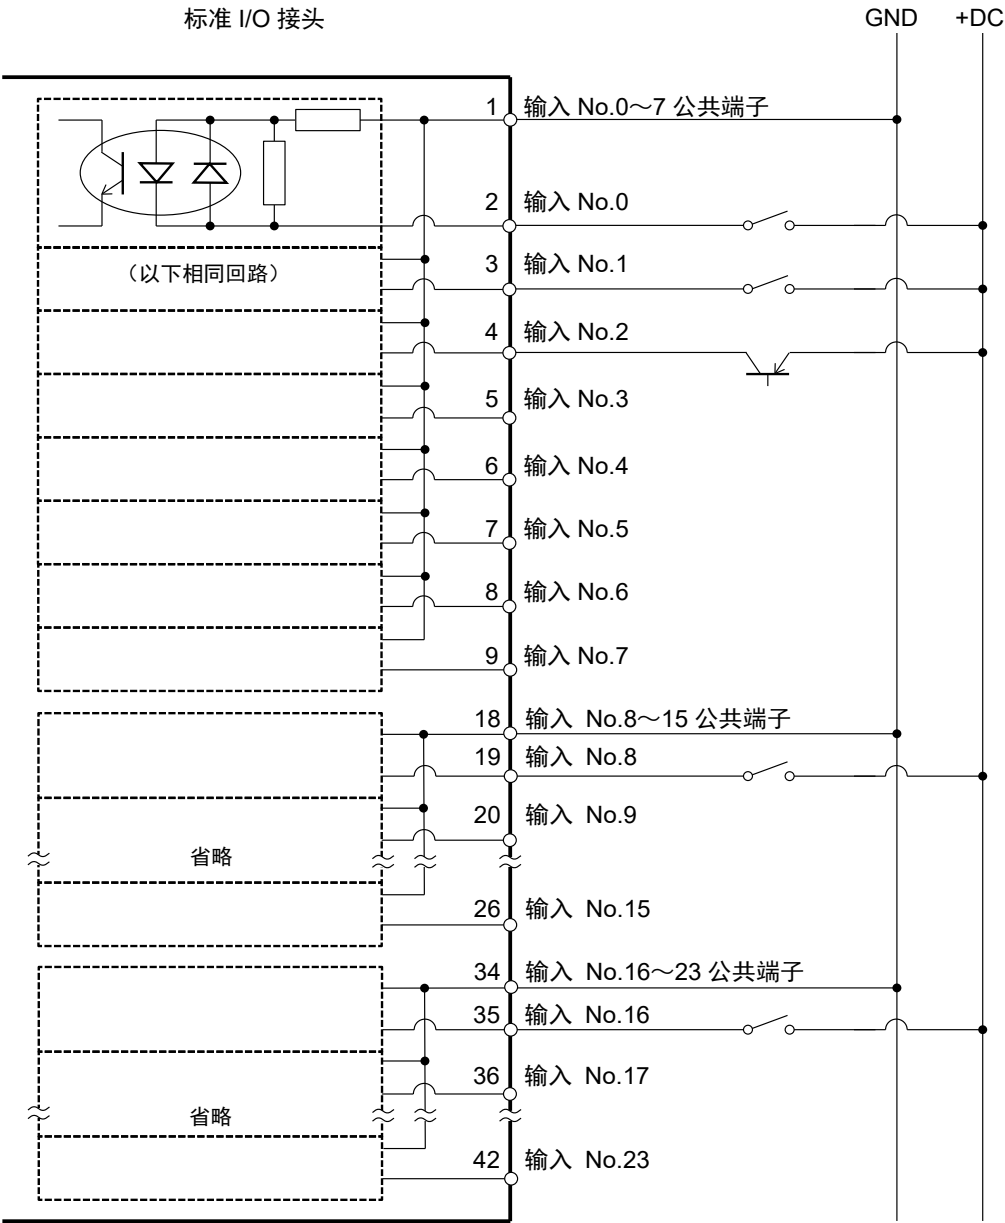 标准 I/O 接头 GND +DC
1 输入 No.0～7 公共端子
2 输入 No.0
（以下相同回路） 3 输入 No.1
4 输入 No.2
5 输入 No.3
6 输入 No.4
7 输入 No.5
8 输入 No.6
9 输入 No.7
18 输入 No.8～15 公共端子
19 输入 No.8
20 输入 No.9
省略
26 输入 No.15
34 输入 No.16～23 公共端子
35 输入 No.16
36 输入 No.17
省略
42 输入 No.23